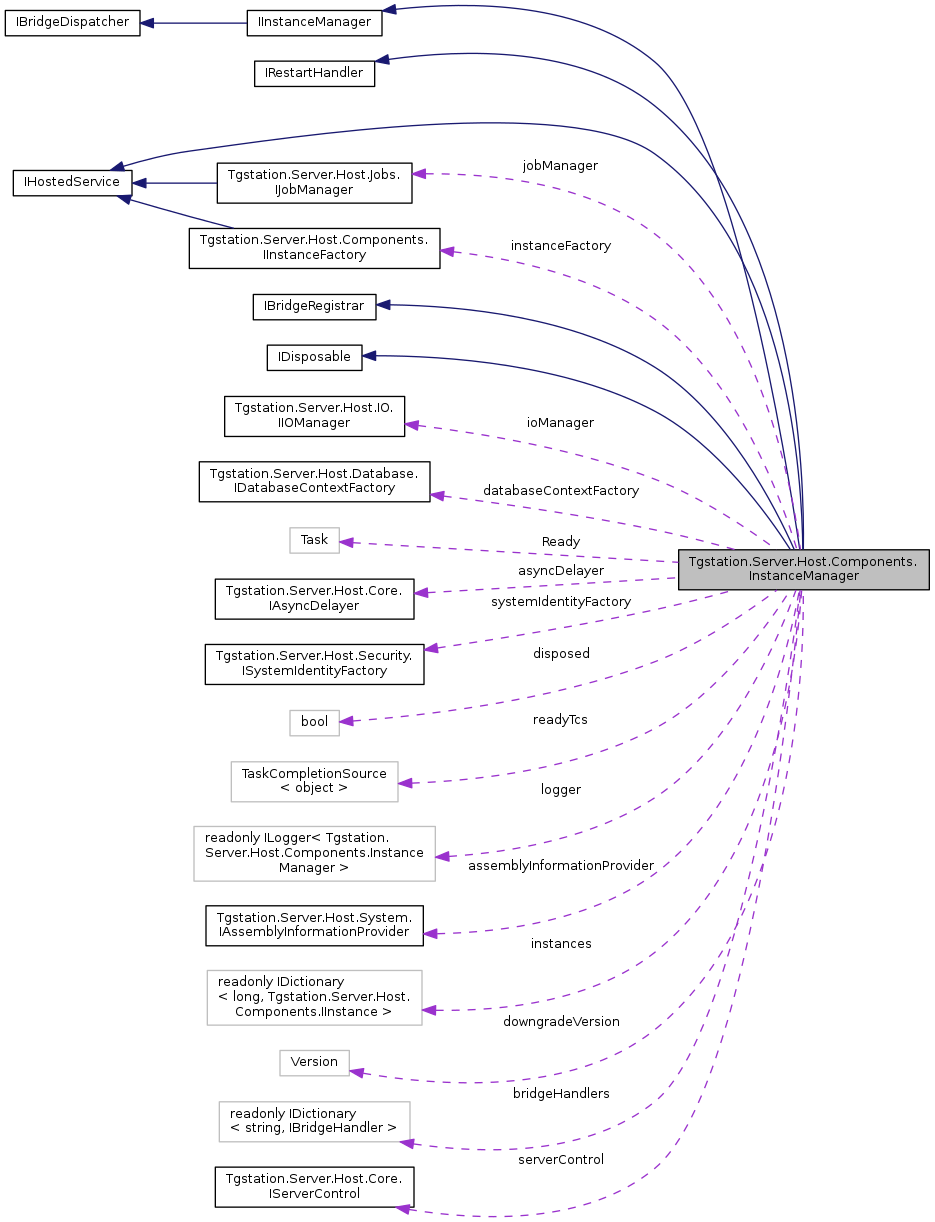 IBridgeDispatcher
IInstanceManager
IRestartHandler
IHostedService
Tgstation.Server.Host.Jobs.
IJobManager
jobManager
Tgstation.Server.Host.Components.
IInstanceFactory
instanceFactory
IBridgeRegistrar
IDisposable
Tgstation.Server.Host.IO.
IIOManager
ioManager
Tgstation.Server.Host.Database.
IDatabaseContextFactory
databaseContextFactory
Task
Ready
Tgstation.Server.Host.Components.
InstanceManager
Tgstation.Server.Host.Core.
IAsyncDelayer
asyncDelayer
Tgstation.Server.Host.Security.
ISystemIdentityFactory
systemIdentityFactory
bool
disposed
TaskCompletionSource
< object >
readyTcs
readonly ILogger< Tgstation.
Server.Host.Components.Instance
Manager >
logger
Tgstation.Server.Host.System.
IAssemblyInformationProvider
assemblyInformationProvider
readonly IDictionary
< long, Tgstation.Server.Host.
Components.IInstance >
instances
Version
downgradeVersion
readonly IDictionary
< string, IBridgeHandler >
bridgeHandlers
Tgstation.Server.Host.Core.
IServerControl
serverControl